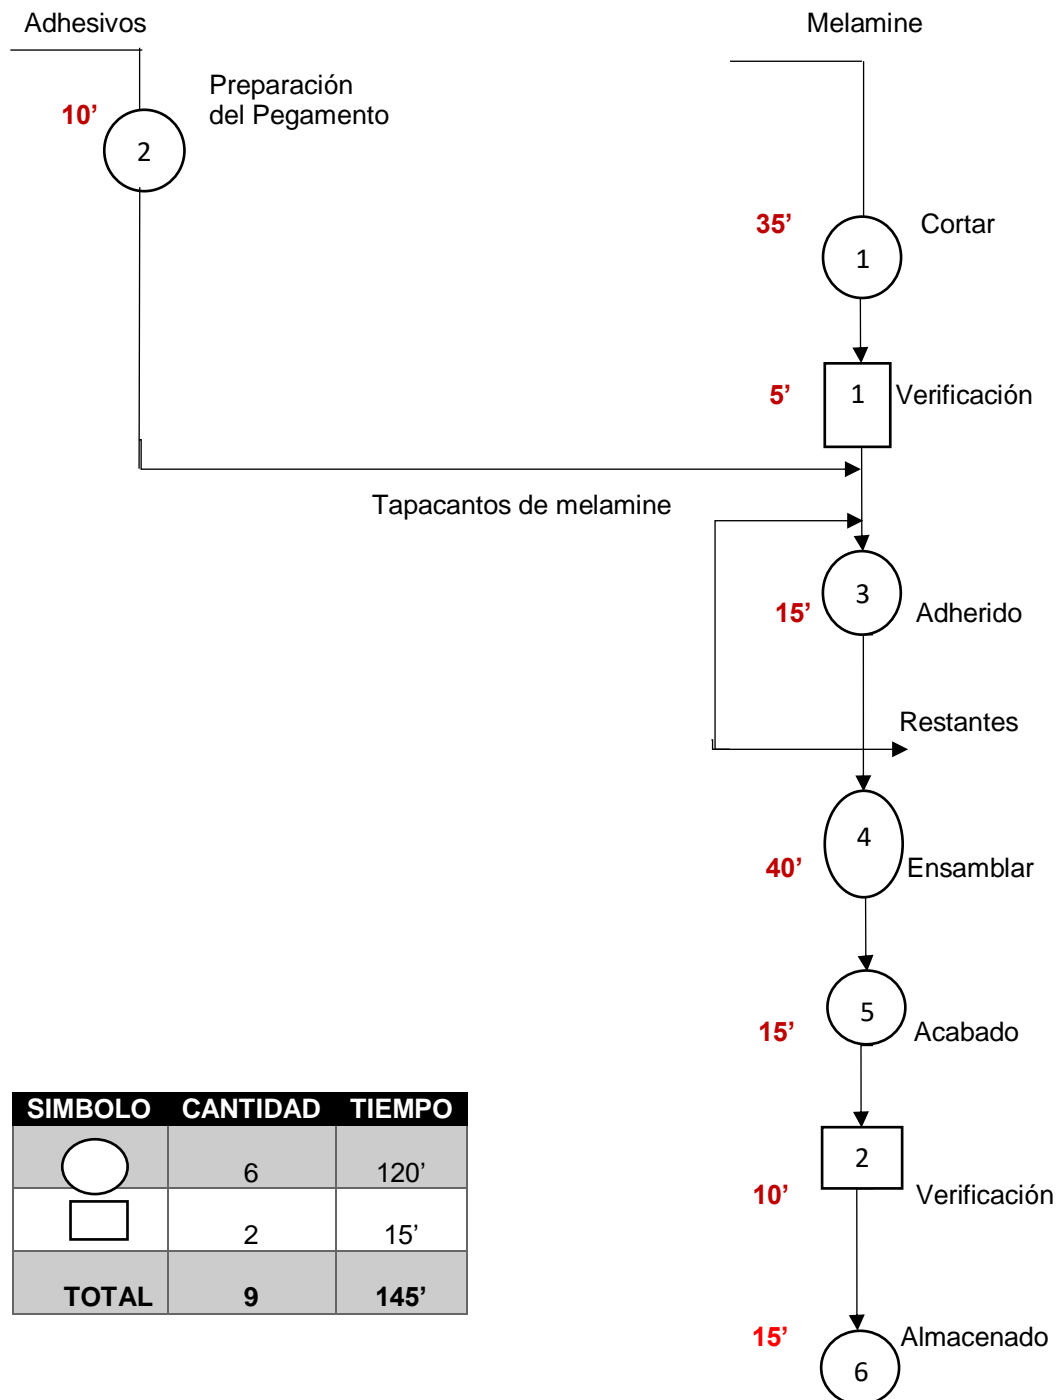 Adhesivos
Melamine
Preparación
del Pegamento
10’
2
35’
Cortar
1
5’
1
Verificación
Tapacantos de melamine
3
15’
Adherido
Restantes
4
40’
Ensamblar
5
15’
Acabado
SIMBOLO CANTIDAD TIEMPO
6 120’
2 15’
TOTAL 9 145’
2
10’
Verificación
15’
Almacenado
6